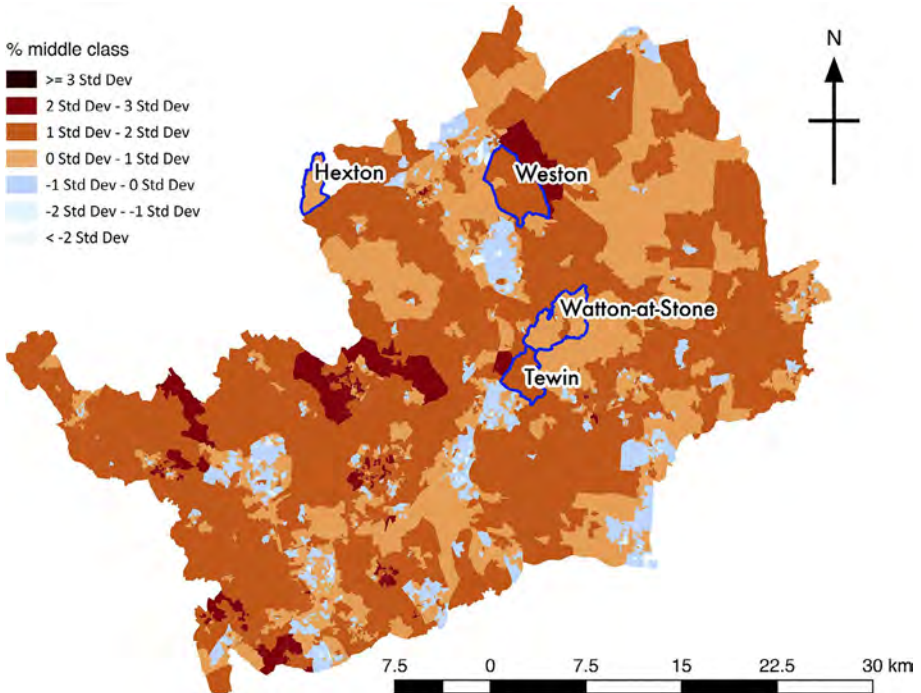 % middle class
>= 3 Std Dev
2 Std Dev - 3 Std Dev
1 Std Dev - 2 Std Dev
0 Std Dev - 1 Std Dev
-1 Std Dev - 0 Std Dev
-2 Std Dev - -1 Std Dev
< -2 Std Dev
N
Hexton
Weston
Watton-at-Stone
Tewin
7.5 0 7.5 15 22.5 30 km